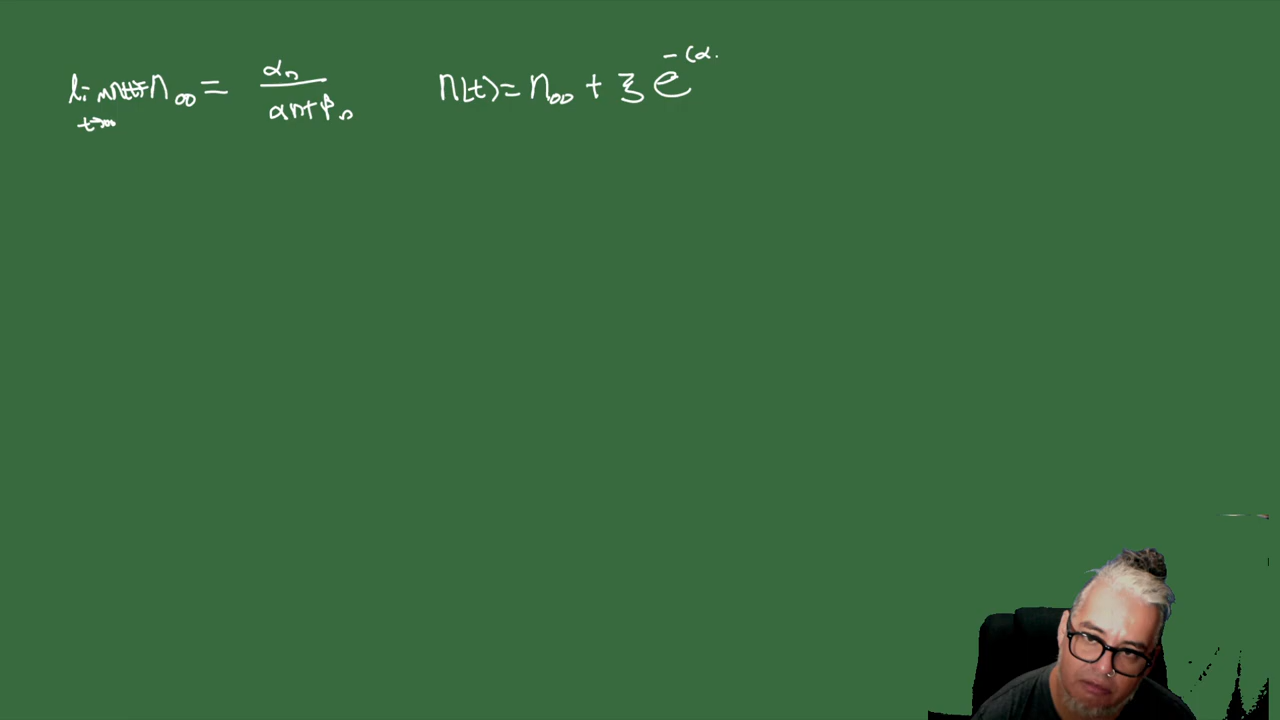 lim n(t) = n∞ = αn / αn + βn    n(t) = n∞ + ξ e^-(α
t→∞